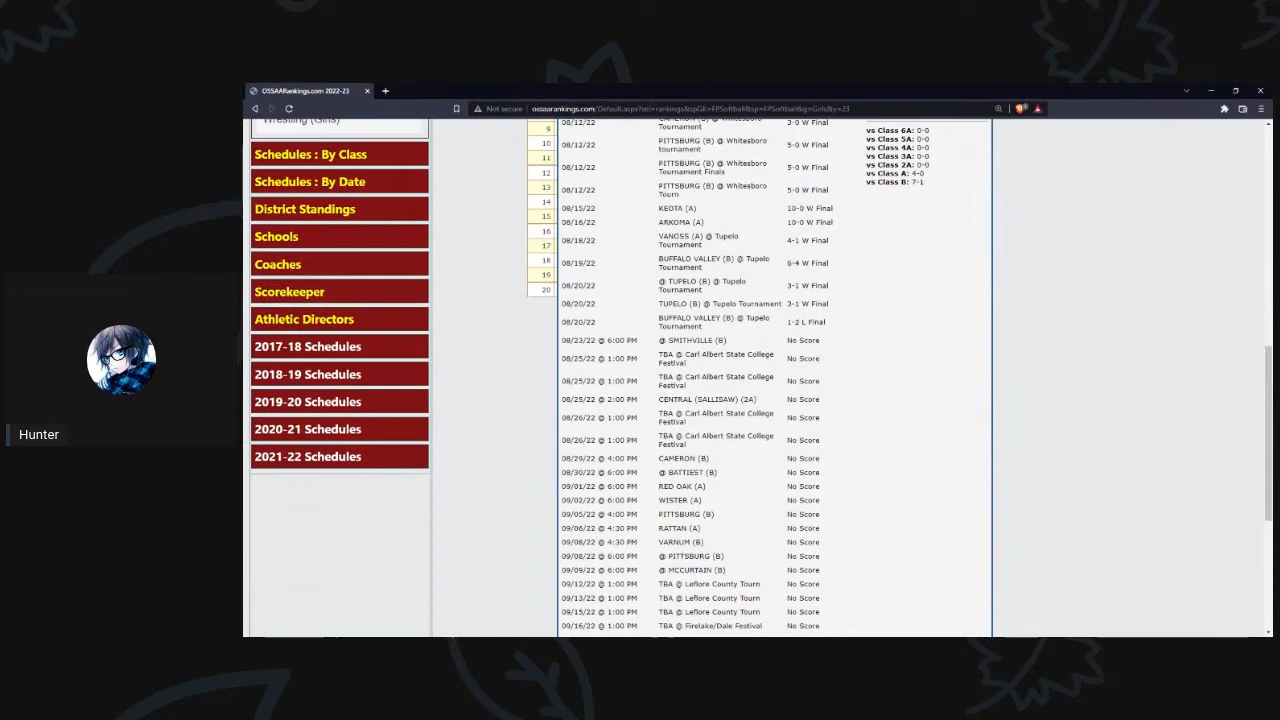 OSSAARankings.com 2022-23
Not secure
ossaarankings.com/Default.aspx?sel=rankings&spGK=FPSoftball&sp=FPSoftball&g=Girls&y=23
Wrestling (Girls)
Schedules : By Class
Schedules : By Date
District Standings
Schools
Coaches
Scorekeeper
Athletic Directors
2017-18 Schedules
2018-19 Schedules
2019-20 Schedules
2020-21 Schedules
2021-22 Schedules
Hunter
9
10
11
12
13
14
15
16
17
18
19
20
08/12/22 CAMERON (B) @ Whitesboro 3-0 W Final
Tournament
08/12/22 PITTSBURG (B) @ Whitesboro 5-0 W Final
tournament
08/12/22 PITTSBURG (B) @ Whitesboro 5-0 W Final
Tournament Finals
08/12/22 PITTSBURG (B) @ Whitesboro 5-0 W Final
Tourn
08/15/22 KEOTA (A) 10-0 W Final
08/16/22 ARKOMA (A) 10-0 W Final
08/18/22 VANOSS (A) @ Tupelo 4-1 W Final
Tournament
08/19/22 BUFFALO VALLEY (B) @ Tupelo 6-4 W Final
Tournament
08/20/22 @ TUPELO (B) @ Tupelo 3-1 W Final
Tournament
08/20/22 TUPELO (B) @ Tupelo Tournament 3-1 W Final
08/20/22 BUFFALO VALLEY (B) @ Tupelo 1-2 L Final
Tournament
08/23/22 @ 6:00 PM @ SMITHVILLE (B) No Score
08/25/22 @ 1:00 PM TBA @ Carl Albert State College No Score
Festival
08/25/22 @ 1:00 PM TBA @ Carl Albert State College No Score
Festival
08/25/22 @ 2:00 PM CENTRAL (SALLISAW) (2A) No Score
08/26/22 @ 1:00 PM TBA @ Carl Albert State College No Score
Festival
08/26/22 @ 1:00 PM TBA @ Carl Albert State College No Score
Festival
08/29/22 @ 4:00 PM CAMERON (B) No Score
08/30/22 @ 6:00 PM @ BATTIEST (B) No Score
09/01/22 @ 6:00 PM RED OAK (A) No Score
09/02/22 @ 6:00 PM WISTER (A) No Score
09/05/22 @ 4:00 PM PITTSBURG (B) No Score
09/06/22 @ 4:30 PM RATTAN (A) No Score
09/08/22 @ 4:30 PM VARNUM (B) No Score
09/08/22 @ 6:00 PM @ PITTSBURG (B) No Score
09/09/22 @ 6:00 PM @ MCCURTAIN (B) No Score
09/12/22 @ 1:00 PM TBA @ Leflore County Tourn No Score
09/13/22 @ 1:00 PM TBA @ Leflore County Tourn No Score
09/15/22 @ 1:00 PM TBA @ Leflore County Tourn No Score
09/16/22 @ 1:00 PM TBA @ Firelake/Dale Festival No Score
vs Class 6A: 0-0
vs Class 5A: 0-0
vs Class 4A: 0-0
vs Class 3A: 0-0
vs Class 2A: 0-0
vs Class A: 4-0
vs Class B: 7-1